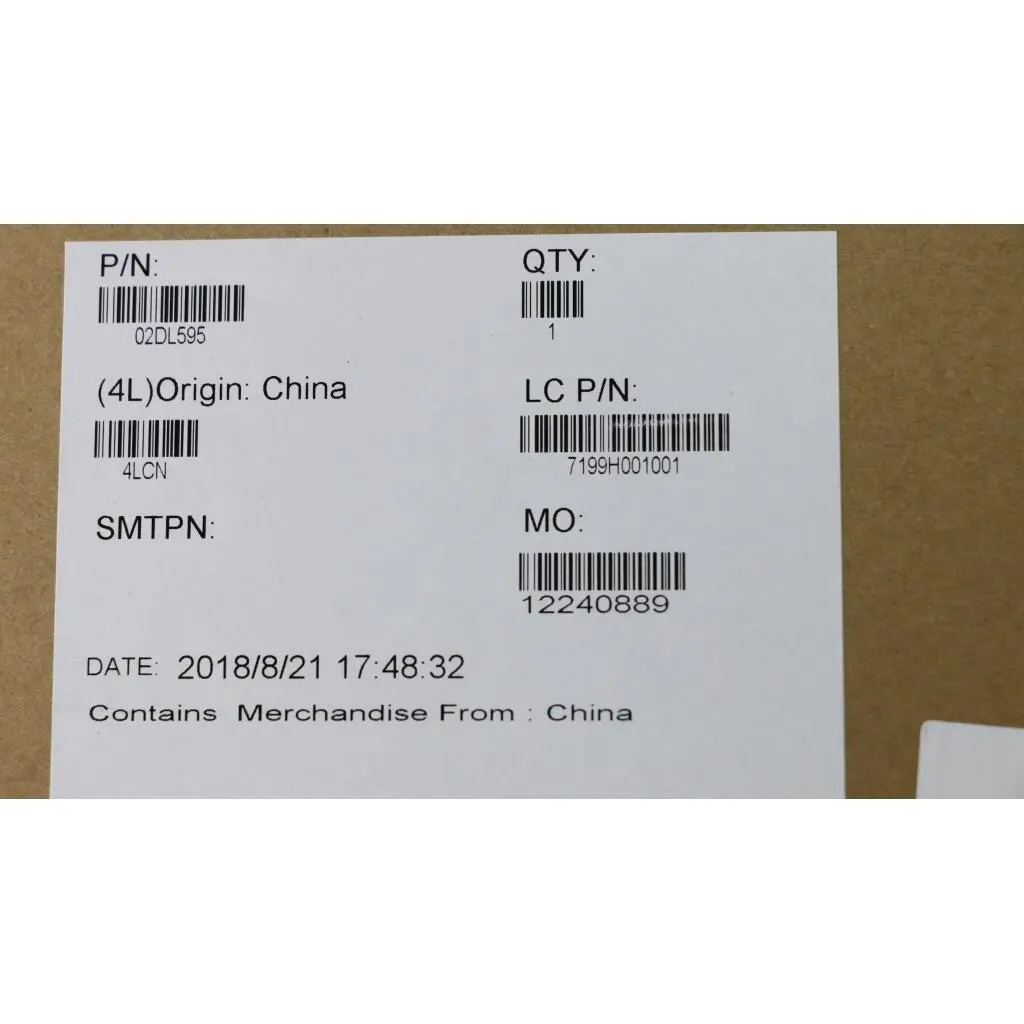 P/N:
02DL595
QTY:
1
(4L)Origin: China
4LCN
LC P/N:
7199H001001
SMTPN:
MO:
12240889
DATE: 2018/8/21 17:48:32
Contains Merchandise From : China